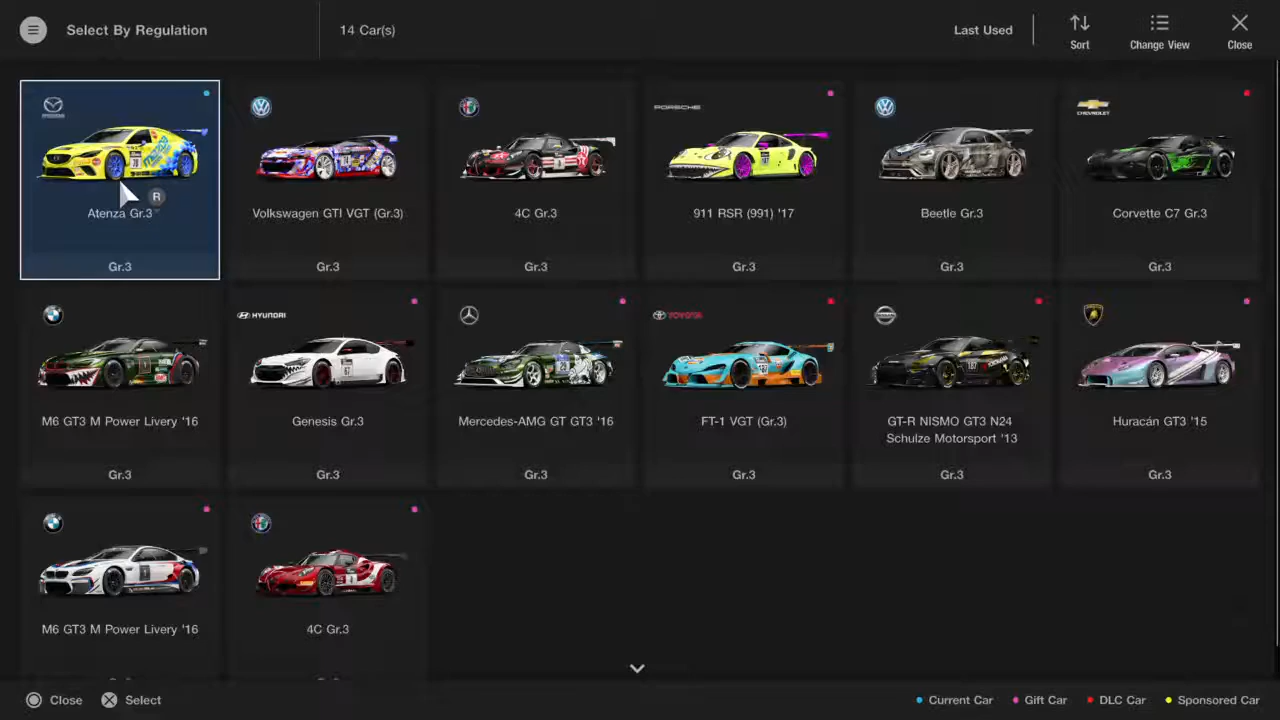 Select By Regulation
14 Car(s)
Last Used
Sort
Change View
Close
PORSCHE
CHEVROLET
R
Atenza Gr.3
Volkswagen GTI VGT (Gr.3)
4C Gr.3
911 RSR (991) '17
Beetle Gr.3
Corvette C7 Gr.3
Gr.3
Gr.3
Gr.3
Gr.3
Gr.3
Gr.3
HYUNDAI
TOYOTA
M6 GT3 M Power Livery '16
Genesis Gr.3
Mercedes-AMG GT GT3 '16
FT-1 VGT (Gr.3)
GT-R NISMO GT3 N24
Schulze Motorsport '13
Huracán GT3 '15
Gr.3
Gr.3
Gr.3
Gr.3
Gr.3
Gr.3
M6 GT3 M Power Livery '16
4C Gr.3
Close
Select
Current Car
Gift Car
DLC Car
Sponsored Car